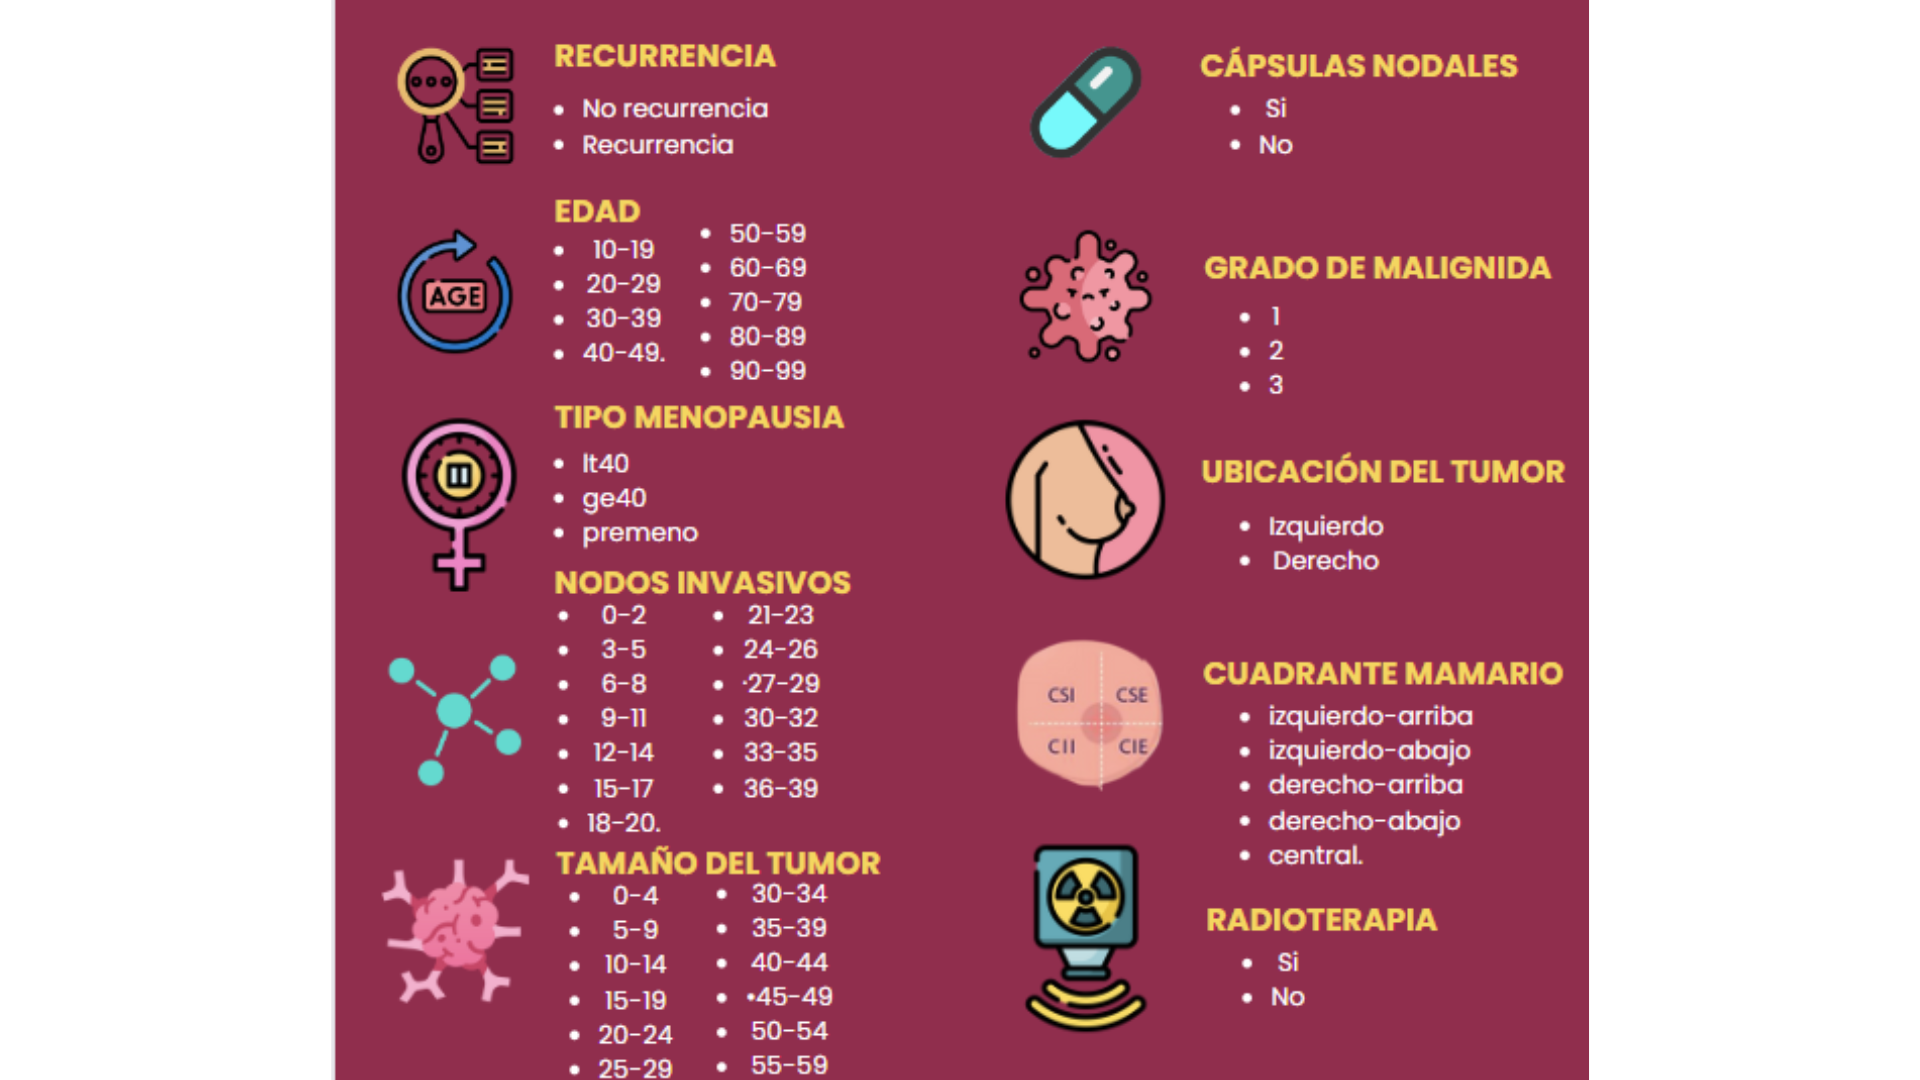 RECURRENCIA
• No recurrencia
• Recurrencia
AGE
EDAD
• 10-19
• 20-29
• 30-39
• 40-49.
• 50-59
• 60-69
• 70-79
• 80-89
• 90-99
TIPO MENOPAUSIA
• lt40
• ge40
• premeno
NODOS INVASIVOS
• 0-2
• 3-5
• 6-8
• 9-11
• 12-14
• 15-17
• 18-20.
• 21-23
• 24-26
• ·27-29
• 30-32
• 33-35
• 36-39
TAMAÑO DEL TUMOR
• 0-4
• 5-9
• 10-14
• 15-19
• 20-24
• 25-29
• 30-34
• 35-39
• 40-44
• •45-49
• 50-54
• 55-59
CÁPSULAS NODALES
• Si
• No
GRADO DE MALIGNIDA
• 1
• 2
• 3
UBICACIÓN DEL TUMOR
• Izquierdo
• Derecho
CSI CSE
CII CIE
CUADRANTE MAMARIO
• izquierdo-arriba
• izquierdo-abajo
• derecho-arriba
• derecho-abajo
• central.
RADIOTERAPIA
• Si
• No